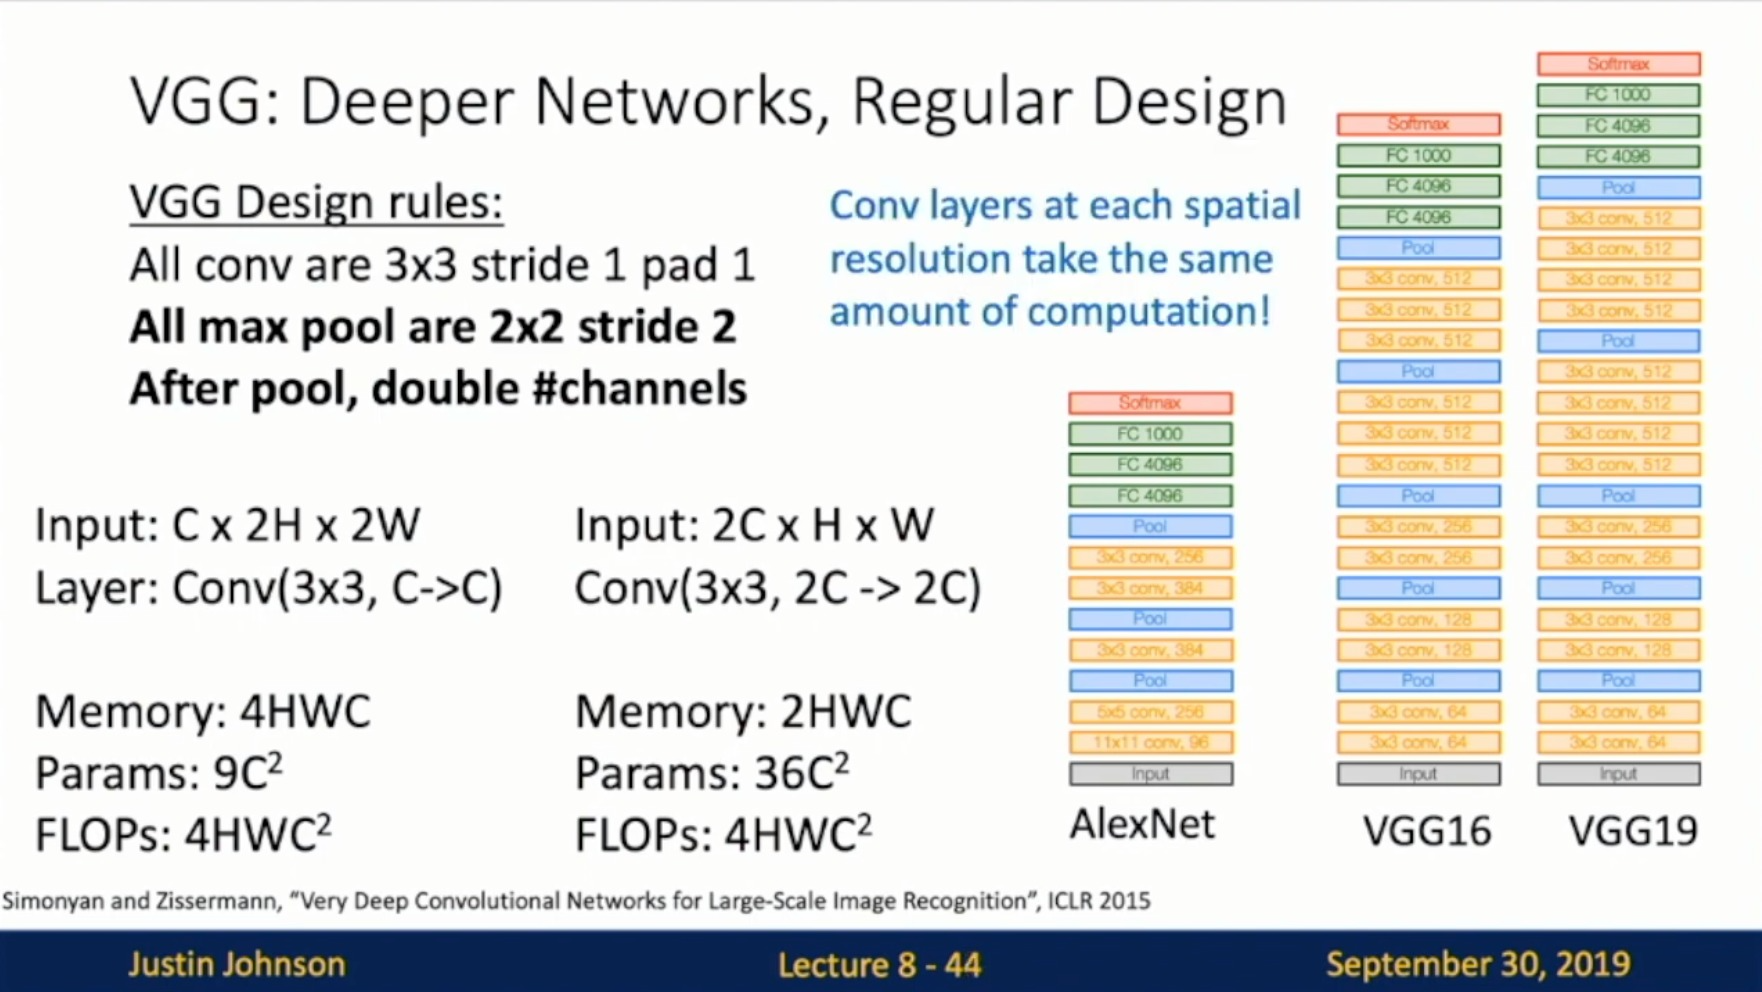 VGG: Deeper Networks, Regular Design
VGG Design rules:
All conv are 3x3 stride 1 pad 1
All max pool are 2x2 stride 2
After pool, double #channels
Conv layers at each spatial
resolution take the same
amount of computation!
Input: C x 2H x 2W
Layer: Conv(3x3, C->C)
Memory: 4HWC
Params: 9C²
FLOPs: 4HWC²
Input: 2C x H x W
Conv(3x3, 2C -> 2C)
Memory: 2HWC
Params: 36C²
FLOPs: 4HWC²
Softmax
FC 1000
FC 4096
FC 4096
Pool
3x3 conv, 256
3x3 conv, 384
Pool
3x3 conv, 384
Pool
5x5 conv, 256
11x11 conv, 96
Input
AlexNet
Softmax
FC 1000
FC 4096
FC 4096
Pool
3x3 conv, 512
3x3 conv, 512
3x3 conv, 512
Pool
3x3 conv, 512
3x3 conv, 512
3x3 conv, 512
Pool
3x3 conv, 256
3x3 conv, 256
Pool
3x3 conv, 128
3x3 conv, 128
Pool
3x3 conv, 64
3x3 conv, 64
Input
VGG16
Softmax
FC 1000
FC 4096
FC 4096
Pool
3x3 conv, 512
3x3 conv, 512
3x3 conv, 512
3x3 conv, 512
Pool
3x3 conv, 512
3x3 conv, 512
3x3 conv, 512
3x3 conv, 512
Pool
3x3 conv, 256
3x3 conv, 256
Pool
3x3 conv, 128
3x3 conv, 128
Pool
3x3 conv, 64
3x3 conv, 64
Input
VGG19
Simonyan and Zissermann, “Very Deep Convolutional Networks for Large-Scale Image Recognition”, ICLR 2015
Justin Johnson
Lecture 8 - 44
September 30, 2019